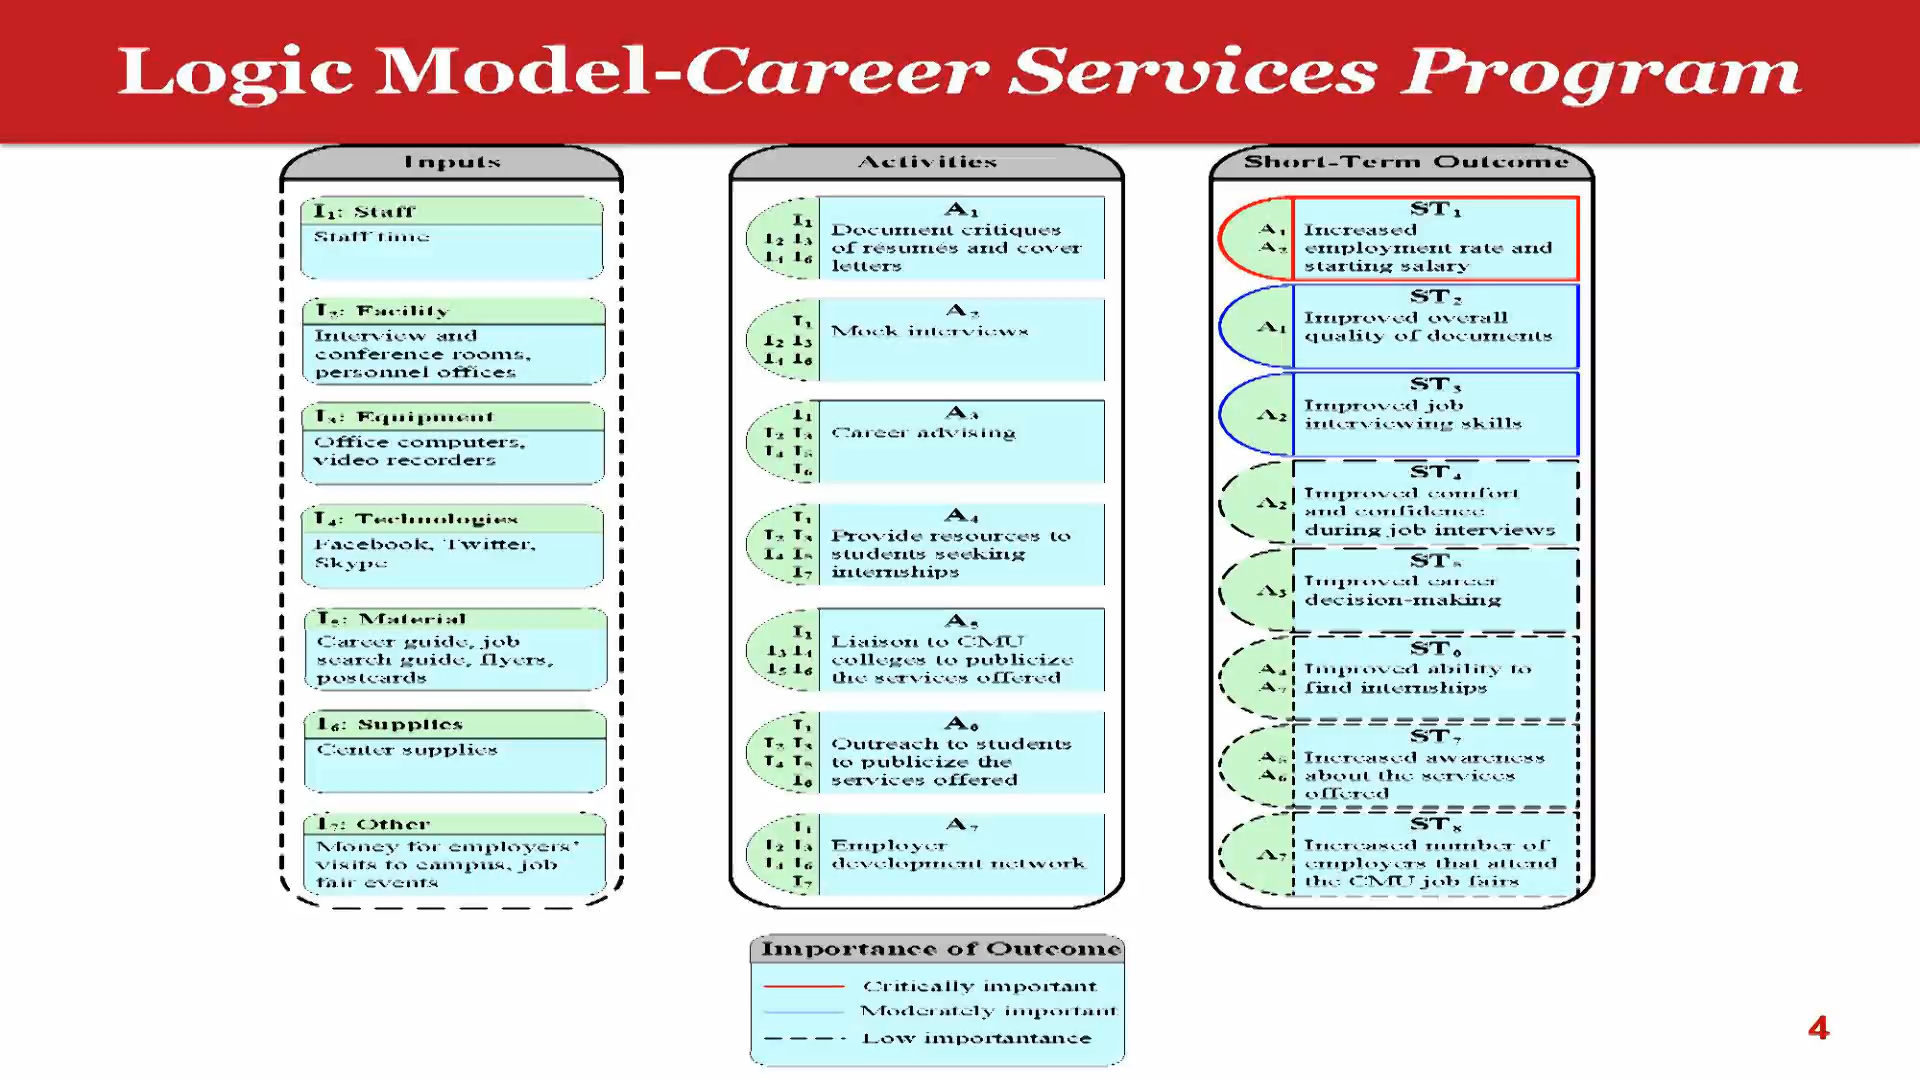 Logic Model-Career Services Program
Inputs
I₁: Staff
Staff time
I₂: Facility
Interview and
conference rooms,
personnel offices
I₃: Equipment
Office computers,
video recorders
I₄: Technologies
Facebook, Twitter,
Skype
I₅: Material
Career guide, job
search guide, flyers,
postcards
I₆: Supplies
Center supplies
I₇: Other
Money for employers'
visits to campus, job
fair events
Activities
I₁
I₂ I₃
I₄ I₆
A₁
Document critiques
of résumés and cover
letters
I₁
I₂ I₃
I₄ I₆
A₂
Mock interviews
I₁
I₂ I₃
I₄ I₅
I₆
A₃
Career advising
I₁
I₂ I₃
I₄ I₅
I₇
A₄
Provide resources to
students seeking
internships
I₁
I₃ I₄
I₅ I₆
A₅
Liaison to CMU
colleges to publicize
the services offered
I₁
I₂ I₃
I₄ I₅
I₆
A₆
Outreach to students
to publicize the
services offered
I₁
I₂ I₃
I₄ I₆
I₇
A₇
Employer
development network
Short-Term Outcome
A₁
ST₁
Increased
employment rate and
starting salary
A₁
ST₂
Improved overall
quality of documents
A₂
ST₃
Improved job
interviewing skills
A₂
ST₄
Improved comfort
and confidence
during job interviews
A₃
ST₅
Improved career
decision-making
A₄
A₇
ST₆
Improved ability to
find internships
A₅
A₆
ST₇
Increased awareness
about the services
offered
A₇
ST₈
Increased number of
employers that attend
the CMU job fairs
Importance of Outcome
Critically important
Moderately important
Low importantance
4